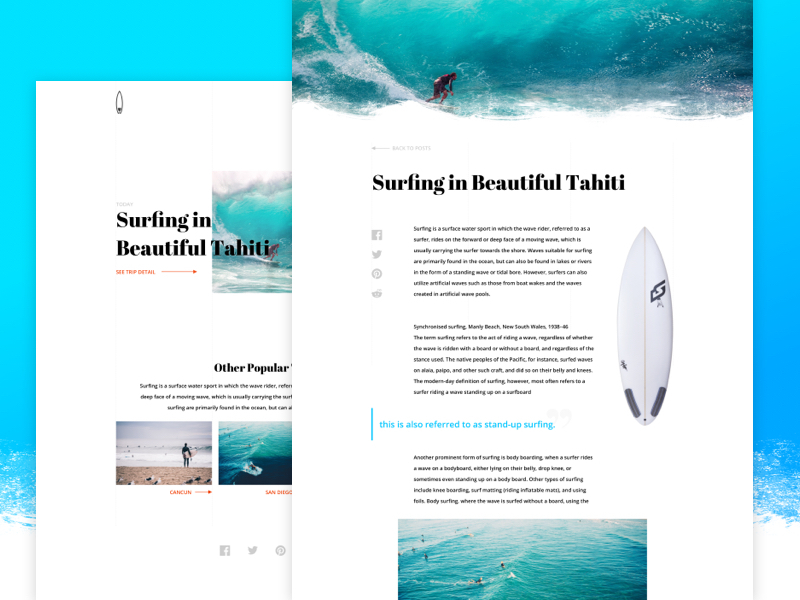 TODAY
Surfing in
Beautiful Tahiti
SEE TRIP DETAIL
Other Popular
Surfing is a surface water sport in which the wave rider,
deep face of a moving wave, which is usually carrying the
surfing are primarily found in the ocean, but can
CANCUN
SAN DIEGO
BACK TO POSTS
Surfing in Beautiful Tahiti
Surfing is a surface water sport in which the wave rider, referred to as a
surfer, rides on the forward or deep face of a moving wave, which is
usually carrying the surfer towards the shore. Waves suitable for surfing
are primarily found in the ocean, but can also be found in lakes or rivers
in the form of a standing wave or tidal bore. However, surfers can also
utilize artificial waves such as those from boat wakes and the waves
created in artificial wave pools.
Synchronised surfing, Manly Beach, New South Wales, 1938–46
The term surfing refers to the act of riding a wave, regardless of whether
the wave is ridden with a board or without a board, and regardless of the
stance used. The native peoples of the Pacific, for instance, surfed waves
on alaia, paipo, and other such craft, and did so on their belly and knees.
The modern-day definition of surfing, however, most often refers to a
surfer riding a wave standing up on a surfboard
this is also referred to as stand-up surfing.
Another prominent form of surfing is body boarding, when a surfer rides
a wave on a bodyboard, either lying on their belly, drop knee, or
sometimes even standing up on a body board. Other types of surfing
include knee boarding, surf matting (riding inflatable mats), and using
foils. Body surfing, where the wave is surfed without a board, using the